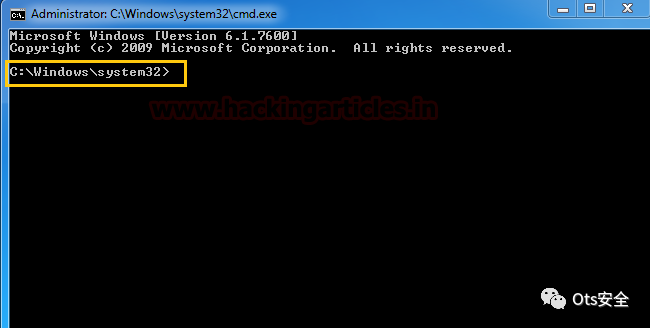 Administrator: C:\Windows\system32\cmd.exe
C:\.
Microsoft Windows [Version 6.1.7600]
Copyright (c) 2009 Microsoft Corporation.  All rights reserved.
C:\Windows\system32>
www.hackingarticles.in
Ots安全